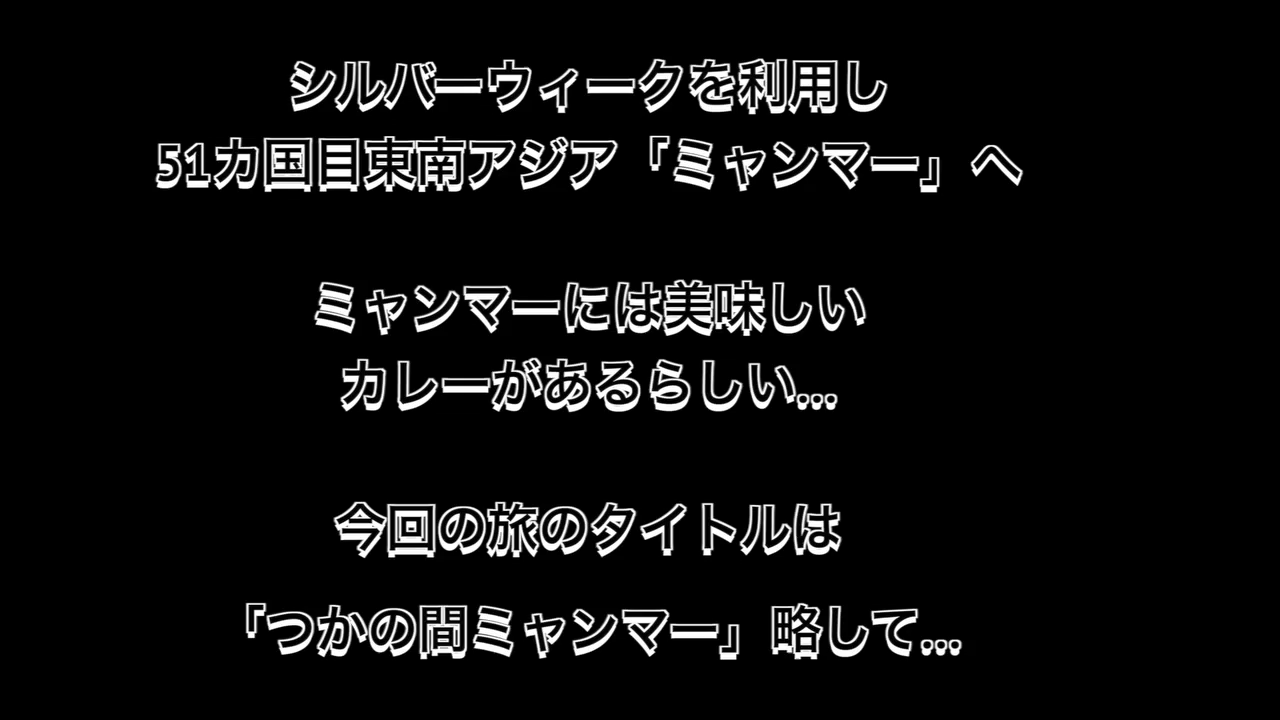 シルバーウィークを利用し
51カ国目東南アジア「ミャンマー」へ
ミャンマーには美味しい
カレーがあるらしい...
今回の旅のタイトルは
「つかの間ミャンマー」略して...